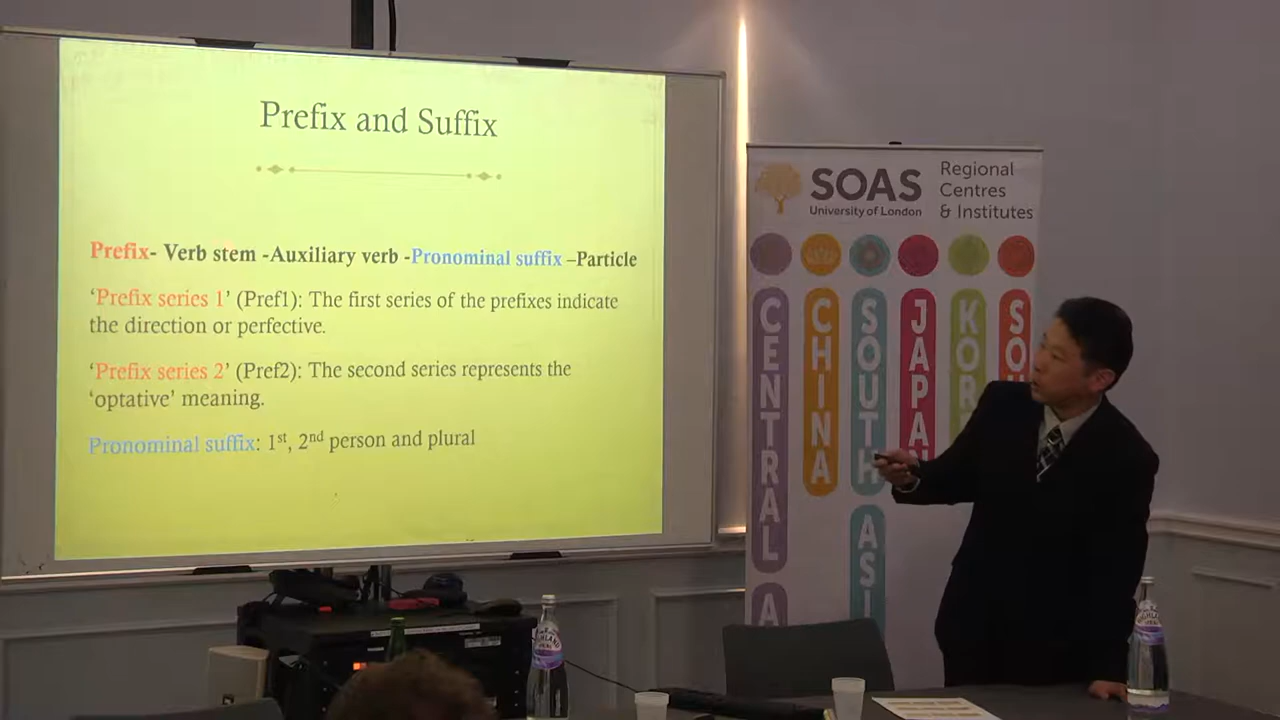 Prefix and Suffix
Prefix- Verb stem -Auxiliary verb -Pronominal suffix –Particle
‘Prefix series 1’ (Pref1): The first series of the prefixes indicate
the direction or perfective.
‘Prefix series 2’ (Pref2): The second series represents the
‘optative’ meaning.
Pronominal suffix: 1st, 2nd person and plural
SOAS
University of London
Regional
Centres
& Institutes
CENTRAL A
CHINA
SOUTH ASI
JAPAN
KOR
SOU